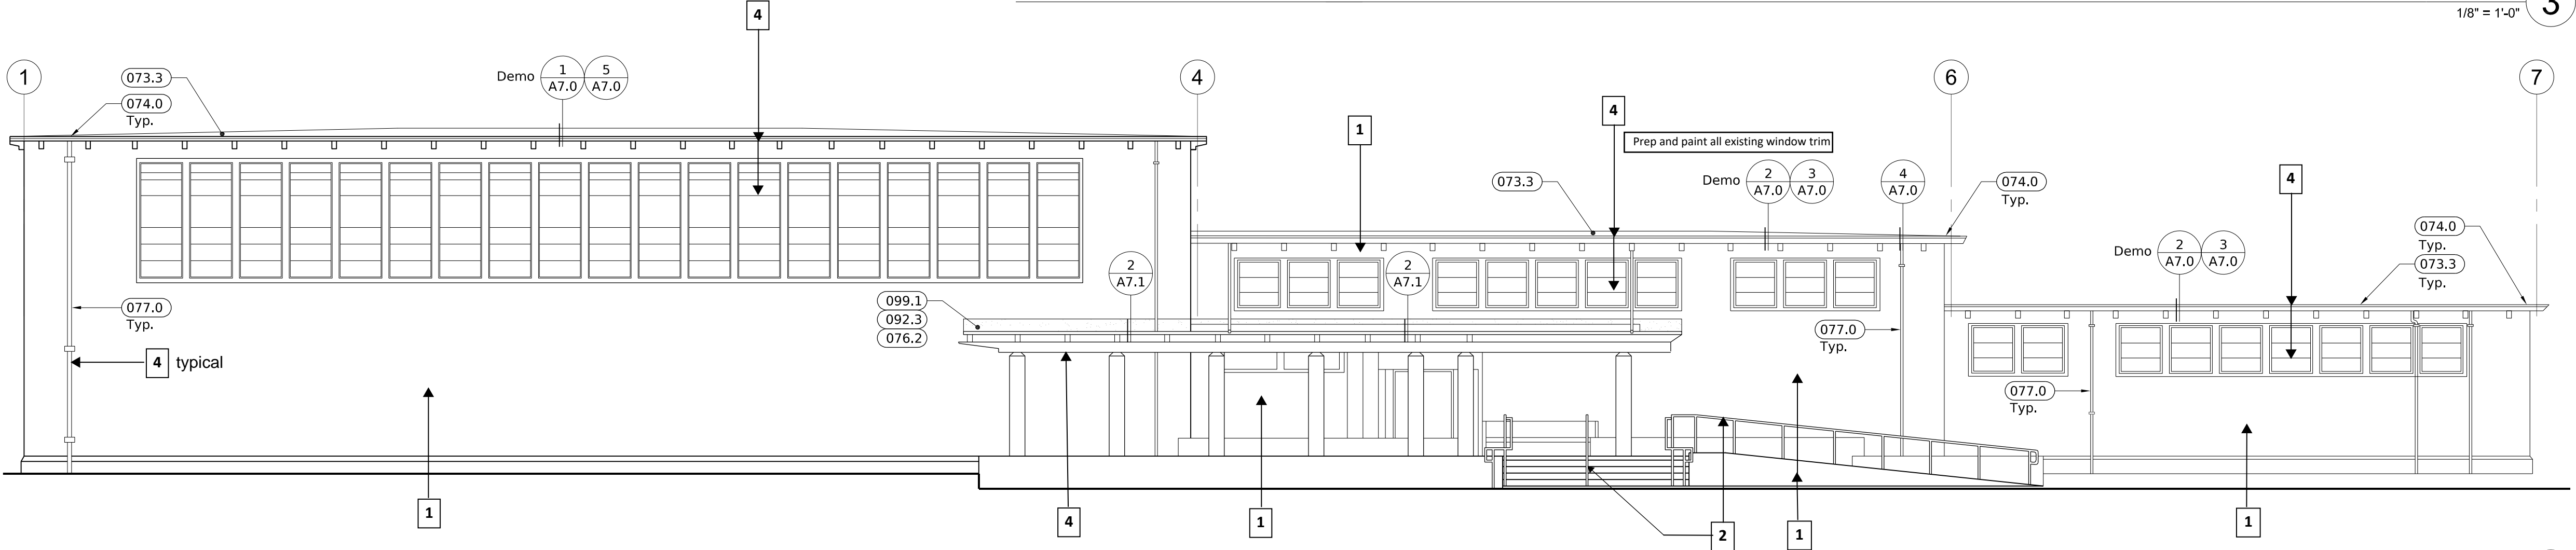 3
1/8" = 1'-0"
4
1
073.3
074.0
Typ.
Demo
1
A7.0
5
A7.0
4
6
7
1
4
Prep and paint all existing window trim
073.3
Demo
2
A7.0
3
A7.0
4
A7.0
074.0
Typ.
4
074.0
Typ.
073.3
Typ.
Demo
2
A7.0
3
A7.0
2
A7.1
2
A7.1
099.1
092.3
076.2
077.0
Typ.
4 typical
077.0
Typ.
077.0
Typ.
1
4
1
2
1
1